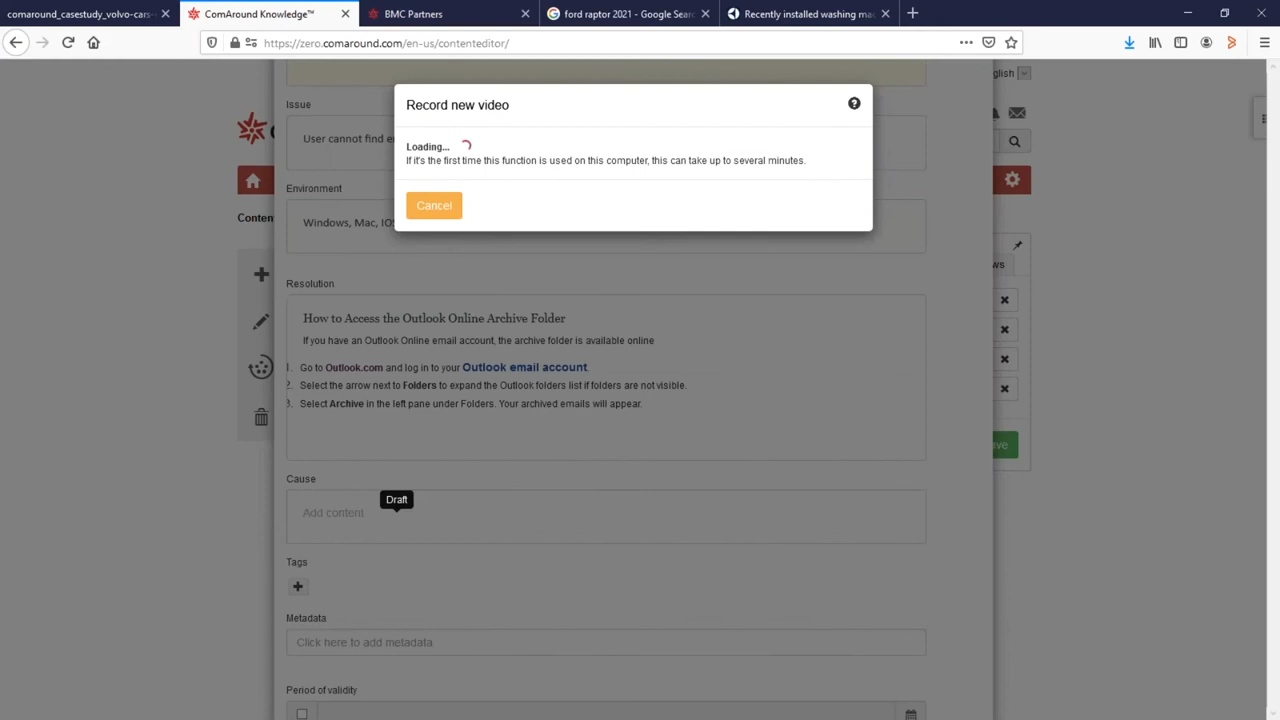 comaround_casestudy_volvo-cars-
ComAround Knowledge™
BMC Partners
ford raptor 2021 - Google Sear
Recently installed washing mac
https://zero.comaround.com/en-us/contenteditor/
glish
Record new video
Issue
User cannot find e
Loading...
If it's the first time this function is used on this computer, this can take up to several minutes.
Environment
Cancel
Conten
Windows, Mac, IOS
ws
Resolution
How to Access the Outlook Online Archive Folder
If you have an Outlook Online email account, the archive folder is available online
1. Go to Outlook.com and log in to your Outlook email account.
2. Select the arrow next to Folders to expand the Outlook folders list if folders are not visible.
3. Select Archive in the left pane under Folders. Your archived emails will appear.
ve
Cause
Draft
Add content
Tags
Metadata
Click here to add metadata
Period of validity